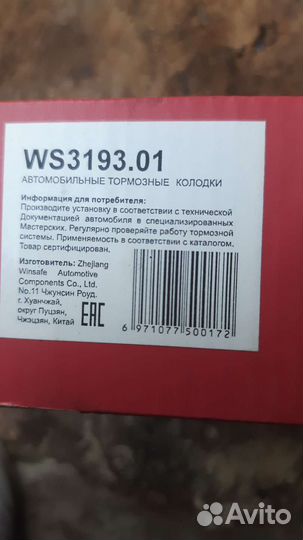 WS3193.01
АВТОМОБИЛЬНЫЕ ТОРМОЗНЫЕ КОЛОДКИ
Информация для потребителя:
Производите установку в соответствии с технической
Документацией автомобиля в специализированных
Мастерских. Регулярно проверяйте работу тормозной
системы. Применяемость в соответствии с каталогом.
Товар сертифицирован.
Изготовитель: Zhejiang
Winsafe Automotive
Components Co., Ltd.
No.11 Чжунсин Роуд.
г. Хуанчжай,
округ Пуцзян,
Чжэцзян, Китай
EAC
6 971077 500172
Avito